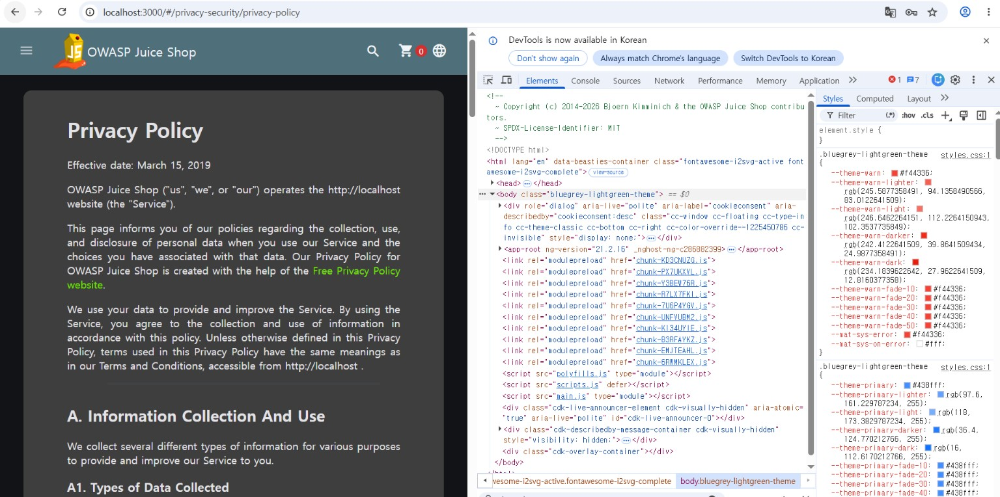 localhost:3000/#/privacy-security/privacy-policy
OWASP Juice Shop
0
Privacy Policy
Effective date: March 15, 2019
OWASP Juice Shop ("us", "we", or "our") operates the http://localhost
website (the "Service").
This page informs you of our policies regarding the collection, use,
and disclosure of personal data when you use our Service and the
choices you have associated with that data. Our Privacy Policy for
OWASP Juice Shop is created with the help of the Free Privacy Policy
website.
We use your data to provide and improve the Service. By using the
Service, you agree to the collection and use of information in
accordance with this policy. Unless otherwise defined in this Privacy
Policy, terms used in this Privacy Policy have the same meanings as
in our Terms and Conditions, accessible from http://localhost .
A. Information Collection And Use
We collect several different types of information for various purposes
to provide and improve our Service to you.
A1. Types of Data Collected
DevTools is now available in Korean
Don't show again
Always match Chrome's language
Switch DevTools to Korean
Elements
Console
Sources
Network
Performance
Memory
Application
1
7
<!--
~ Copyright (c) 2014-2026 Bjoern Kimminich & the OWASP Juice Shop contribu
tors.
~ SPDX-License-Identifier: MIT
-->
<!DOCTYPE html>
<html lang="en" data-beasties-container class="fontawesome-i2svg-active font
awesome-i2svg-complete"> view-source
<head> … </head>
<body class="bluegrey-lightgreen-theme"> == $0
<div role="dialog" aria-live="polite" aria-label="cookieconsent" aria-
describedby="cookieconsent:desc" class="cc-window cc-floating cc-type-in
fo cc-theme-classic cc-bottom cc-right cc-color-override--1225450786 cc-
invisible" style="display: none;"> … </div>
<app-root ng-version="21.2.16" _nghost-ng-c286882399> … </app-root>
<link rel="modulepreload" href="chunk-KD3CNUZG.js">
<link rel="modulepreload" href="chunk-PX7UKXYL.js">
<link rel="modulepreload" href="chunk-Y3BEW76R.js">
<link rel="modulepreload" href="chunk-R7LX7FKI.js">
<link rel="modulepreload" href="chunk-7U6P4YGV.js">
<link rel="modulepreload" href="chunk-UNFYUBM2.js">
<link rel="modulepreload" href="chunk-KI34UYIE.js">
<link rel="modulepreload" href="chunk-B3RFAYKZ.js">
<link rel="modulepreload" href="chunk-EMJTEAHL.js">
<link rel="modulepreload" href="chunk-6RWMKLEX.js">
<script src="polyfills.js" type="module"></script>
<script src="scripts.js" defer></script>
<script src="main.js" type="module"></script>
<div class="cdk-live-announcer-element cdk-visually-hidden" aria-atomic=
"true" aria-live="polite" id="cdk-live-announcer-0"></div>
<div class="cdk-describedby-message-container cdk-visually-hidden"
style="visibility: hidden;"> … </div>
<div class="cdk-overlay-container"></div>
</body>
wesome-i2svg-active.fontawesome-i2svg-complete
body.bluegrey-lightgreen-theme
Styles
Computed
Layout
Filter
(.*)
:hov
.cls
element.style {
}
.bluegrey-lightgreen-theme styles.css:1
{
--theme-warn: #f44336;
--theme-warn-lighter:
rgb(245.5877358491, 94.1358490566,
83.0122641509);
--theme-warn-light:
rgb(246.6462264151, 112.2264150943,
102.3537735849);
--theme-warn-darker:
rgb(242.4122641509, 39.8641509434,
24.9877358491);
--theme-warn-dark:
rgb(234.1839622642, 27.9622641509,
12.8160377358);
--theme-warn-fade-10: #f44336;
--theme-warn-fade-20: #f44336;
--theme-warn-fade-30: #f44336;
--theme-warn-fade-40: #f44336;
--theme-warn-fade-50: #f44336;
--mat-sys-error: #f44336;
--mat-sys-on-error: #fff;
}
.bluegrey-lightgreen-theme styles.css:1
{
--theme-primary: #438fff;
--theme-primary-lighter: rgb(97.6,
161.229787234, 255);
--theme-primary-light: rgb(118,
173.3829787234, 255);
--theme-primary-darker: rgb(36.4,
124.770212766, 255);
--theme-primary-dark: rgb(16,
112.6170212766, 255);
--theme-primary-fade-10: #438fff;
--theme-primary-fade-20: #438fff;
--theme-primary-fade-30: #438fff;
--theme-primary-fade-40: #438fff;